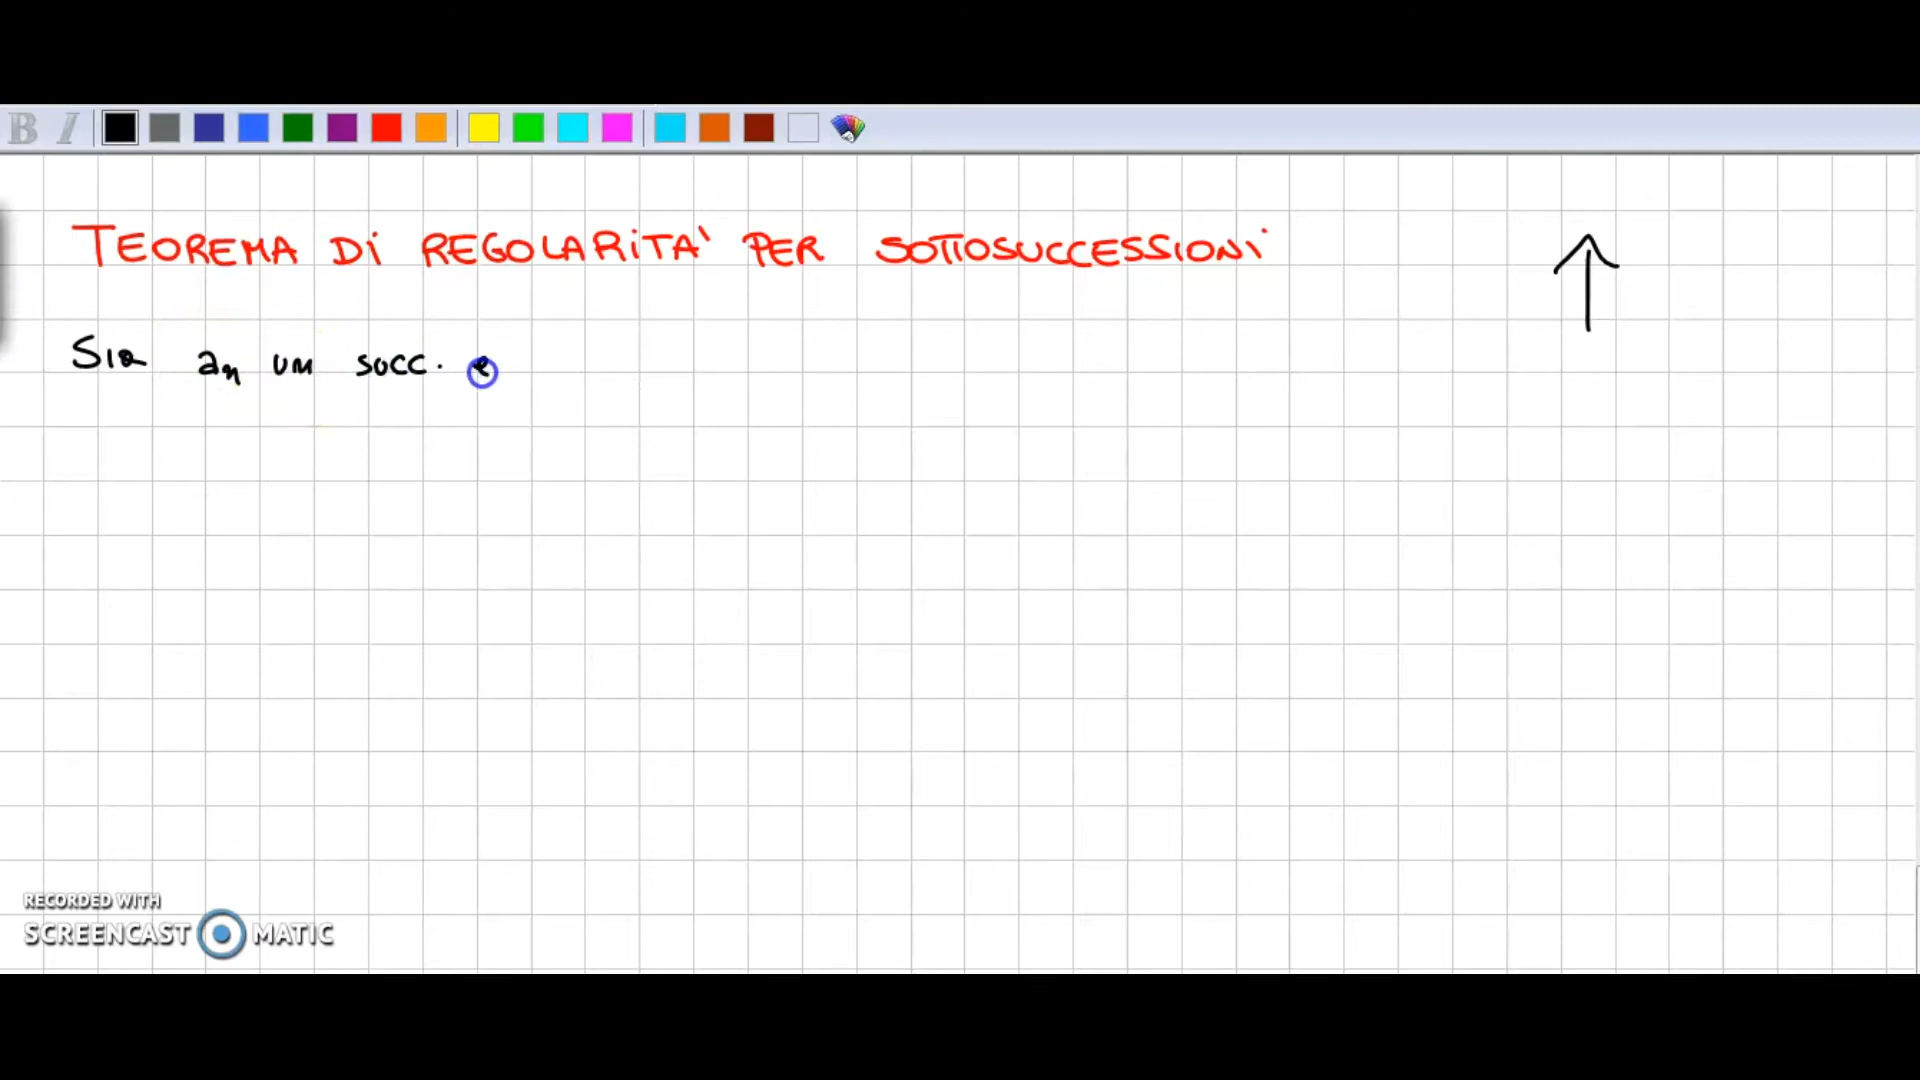 B I
TEOREMA Di REGOLARiTA' PER SOTTOSUCCESSIONi
Sia an un succ. e
RECORDED WITH
SCREENCAST MATIC